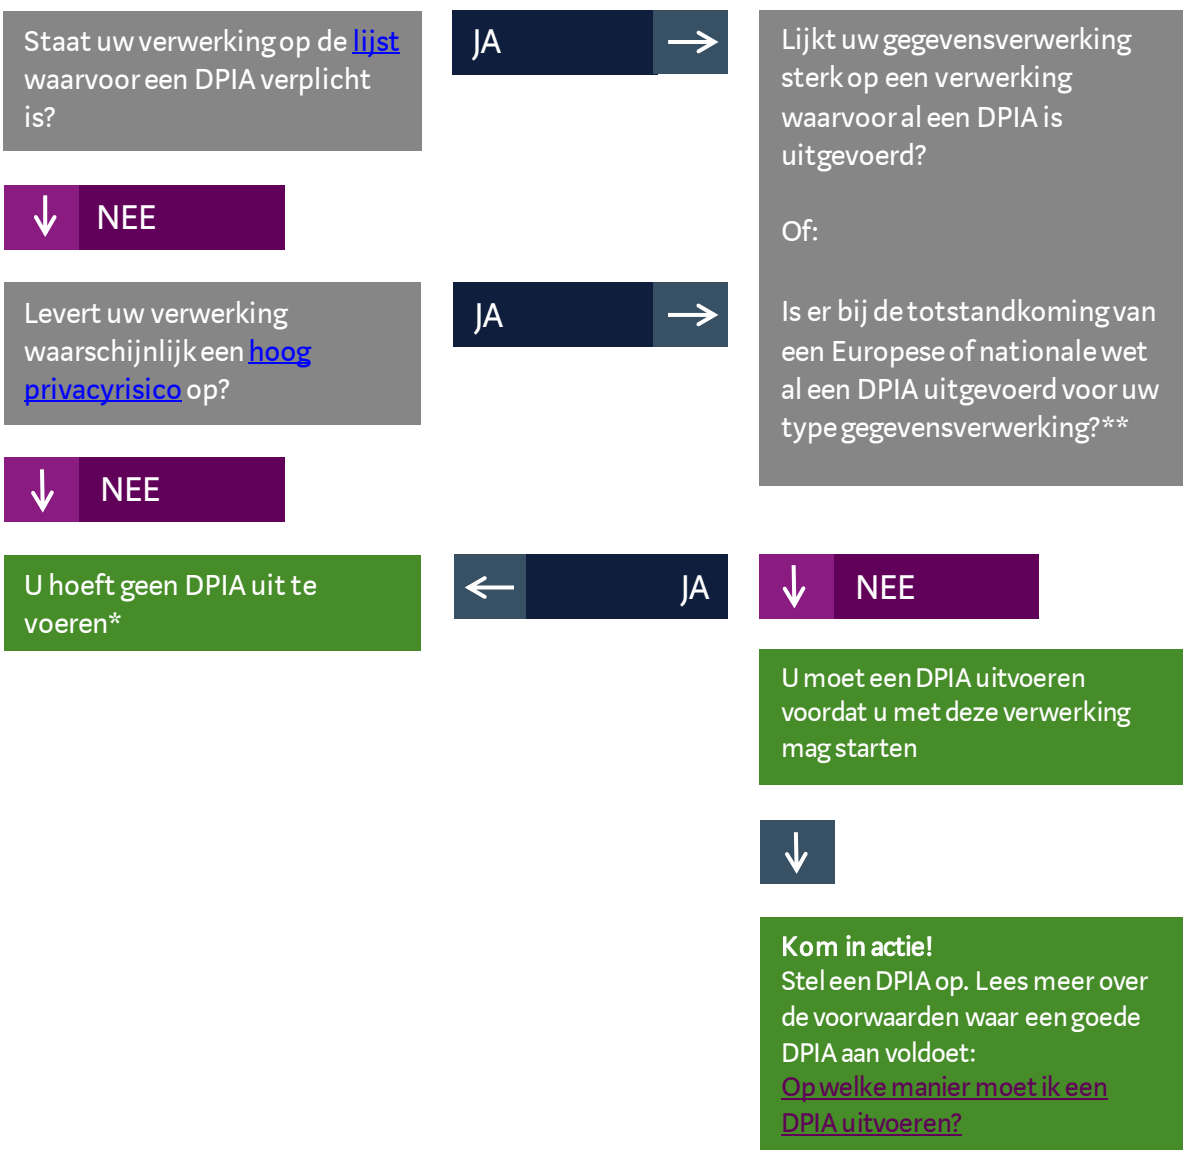 Staat uw verwerking op de lijst
waarvoor een DPIA verplicht
is?
JA
Lijkt uw gegevensverwerking
sterk op een verwerking
waarvoor al een DPIA is
uitgevoerd?
Of:
Is er bij de totstandkoming van
een Europese of nationale wet
al een DPIA uitgevoerd voor uw
type gegevensverwerking?**
NEE
Levert uw verwerking
waarschijnlijk een hoog
privacyrisico op?
JA
NEE
U hoeft geen DPIA uit te
voeren*
JA
NEE
U moet een DPIA uitvoeren
voordat u met deze verwerking
mag starten
Kom in actie!
Stel een DPIA op. Lees meer over
de voorwaarden waar een goede
DPIA aan voldoet:
Op welke manier moet ik een
DPIA uitvoeren?